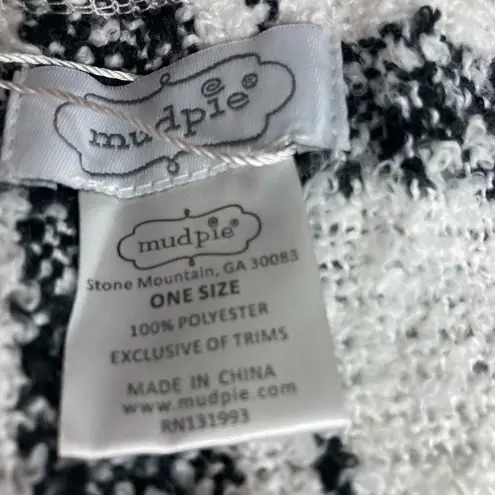 mudpie
mudpie
Stone Mountain, GA 30083
ONE SIZE
100% POLYESTER
EXCLUSIVE OF TRIMS
MADE IN CHINA
www.mudpie.com
RN131993